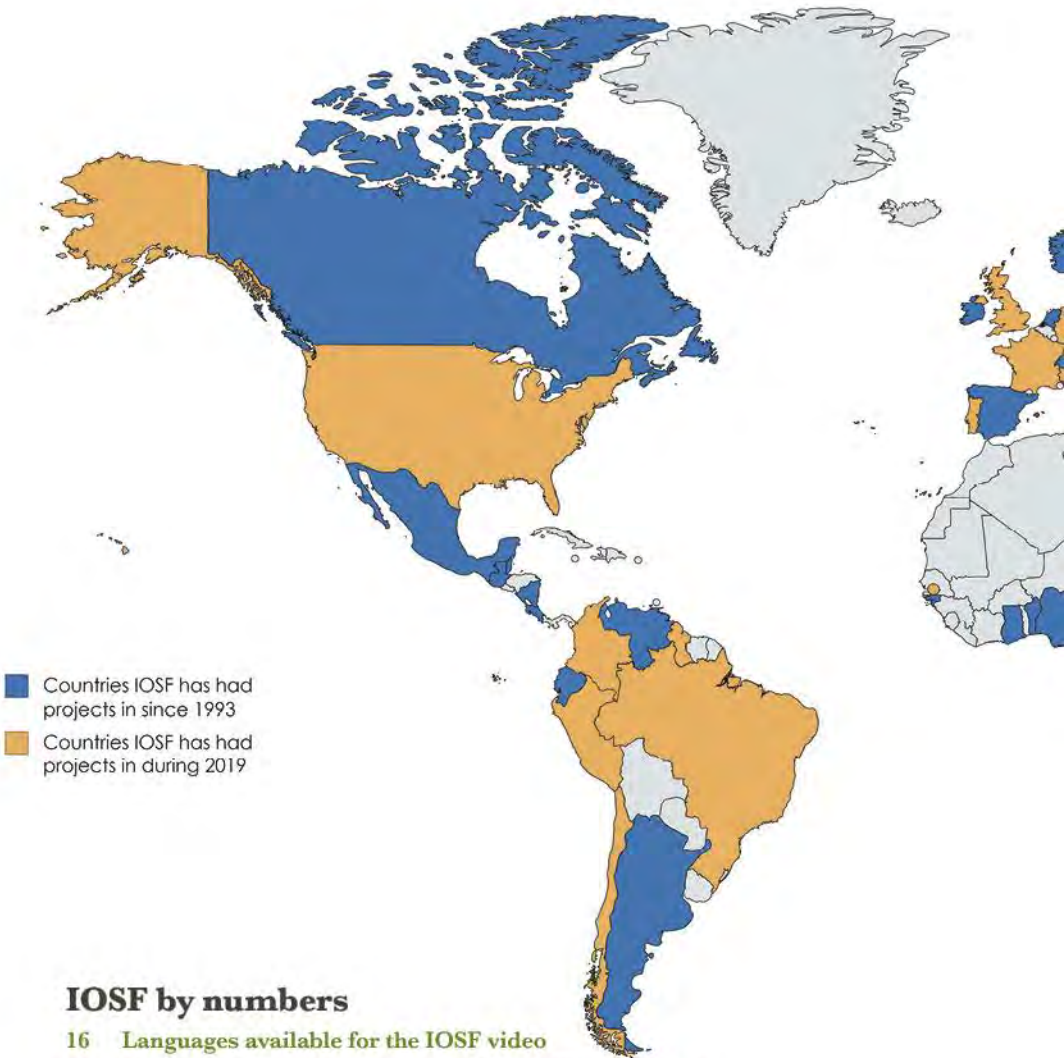 Countries IOSF has had
projects in since 1993
Countries IOSF has had
projects in during 2019
IOSF by numbers
16 Languages available for the IOSF video